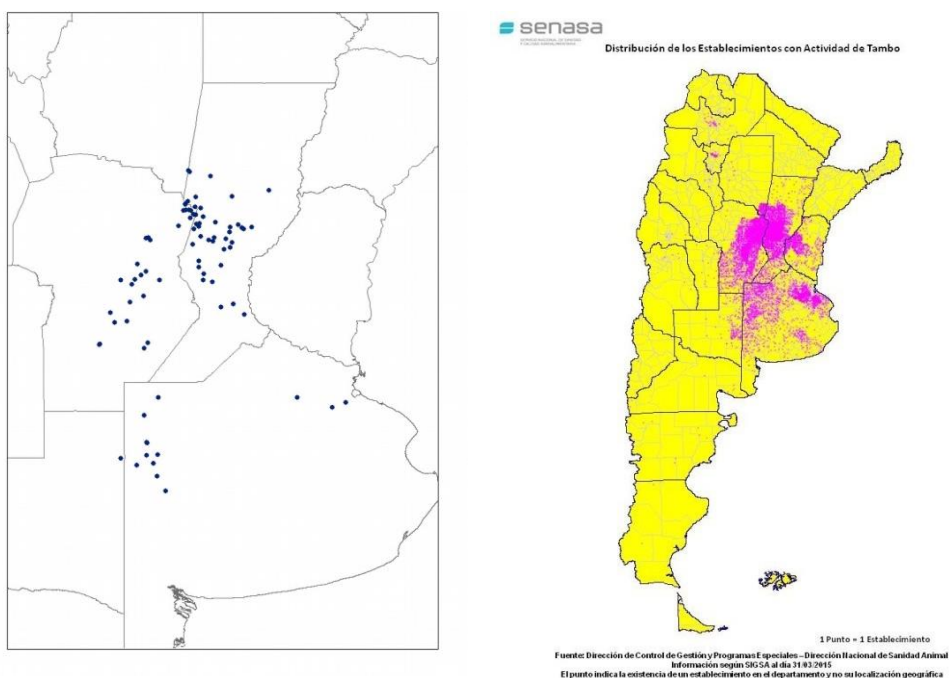 senasa
Distribución de los Establecimientos con Actividad de Tambo
1 Punto = 1 Establecimiento
Fuente: Dirección de Control de Gestión y Programas Especiales – Dirección Nacional de Sanidad Animal
Información según SIGSA al día 31/03/2015
El punto indica la existencia de un establecimiento en el departamento y no su localización geográfica